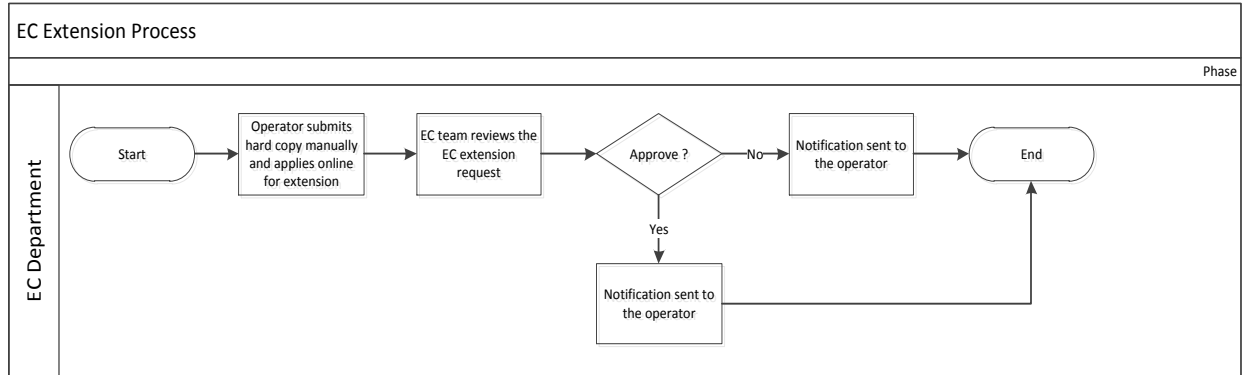 EC Extension Process
Phase
EC Department
Start
Operator submits
hard copy manually
and applies online
for extension
EC team reviews the
EC extension
request
Approve ?
No
Notification sent to
the operator
End
Yes
Notification sent to
the operator